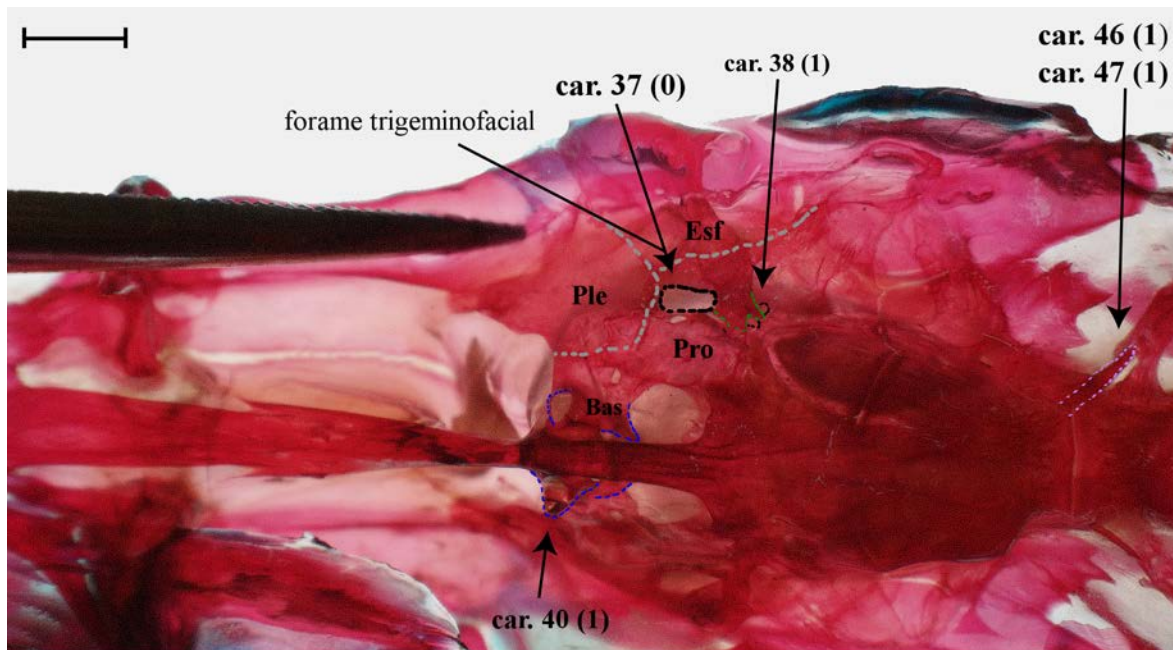 car. 46 (1)
car. 47 (1)
car. 38 (1)
car. 37 (0)
forame trigeminofacial
Esf
Ple
Pro
Bas
car. 40 (1)